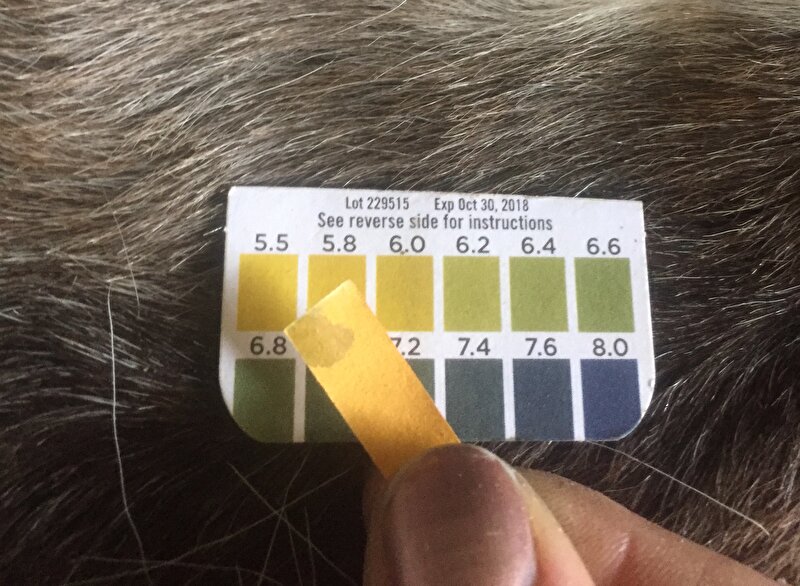 Lot 229515 Exp Oct 30, 2018
See reverse side for instructions
5.5 5.8 6.0 6.2 6.4 6.6
6.8 7.4 7.6 8.0